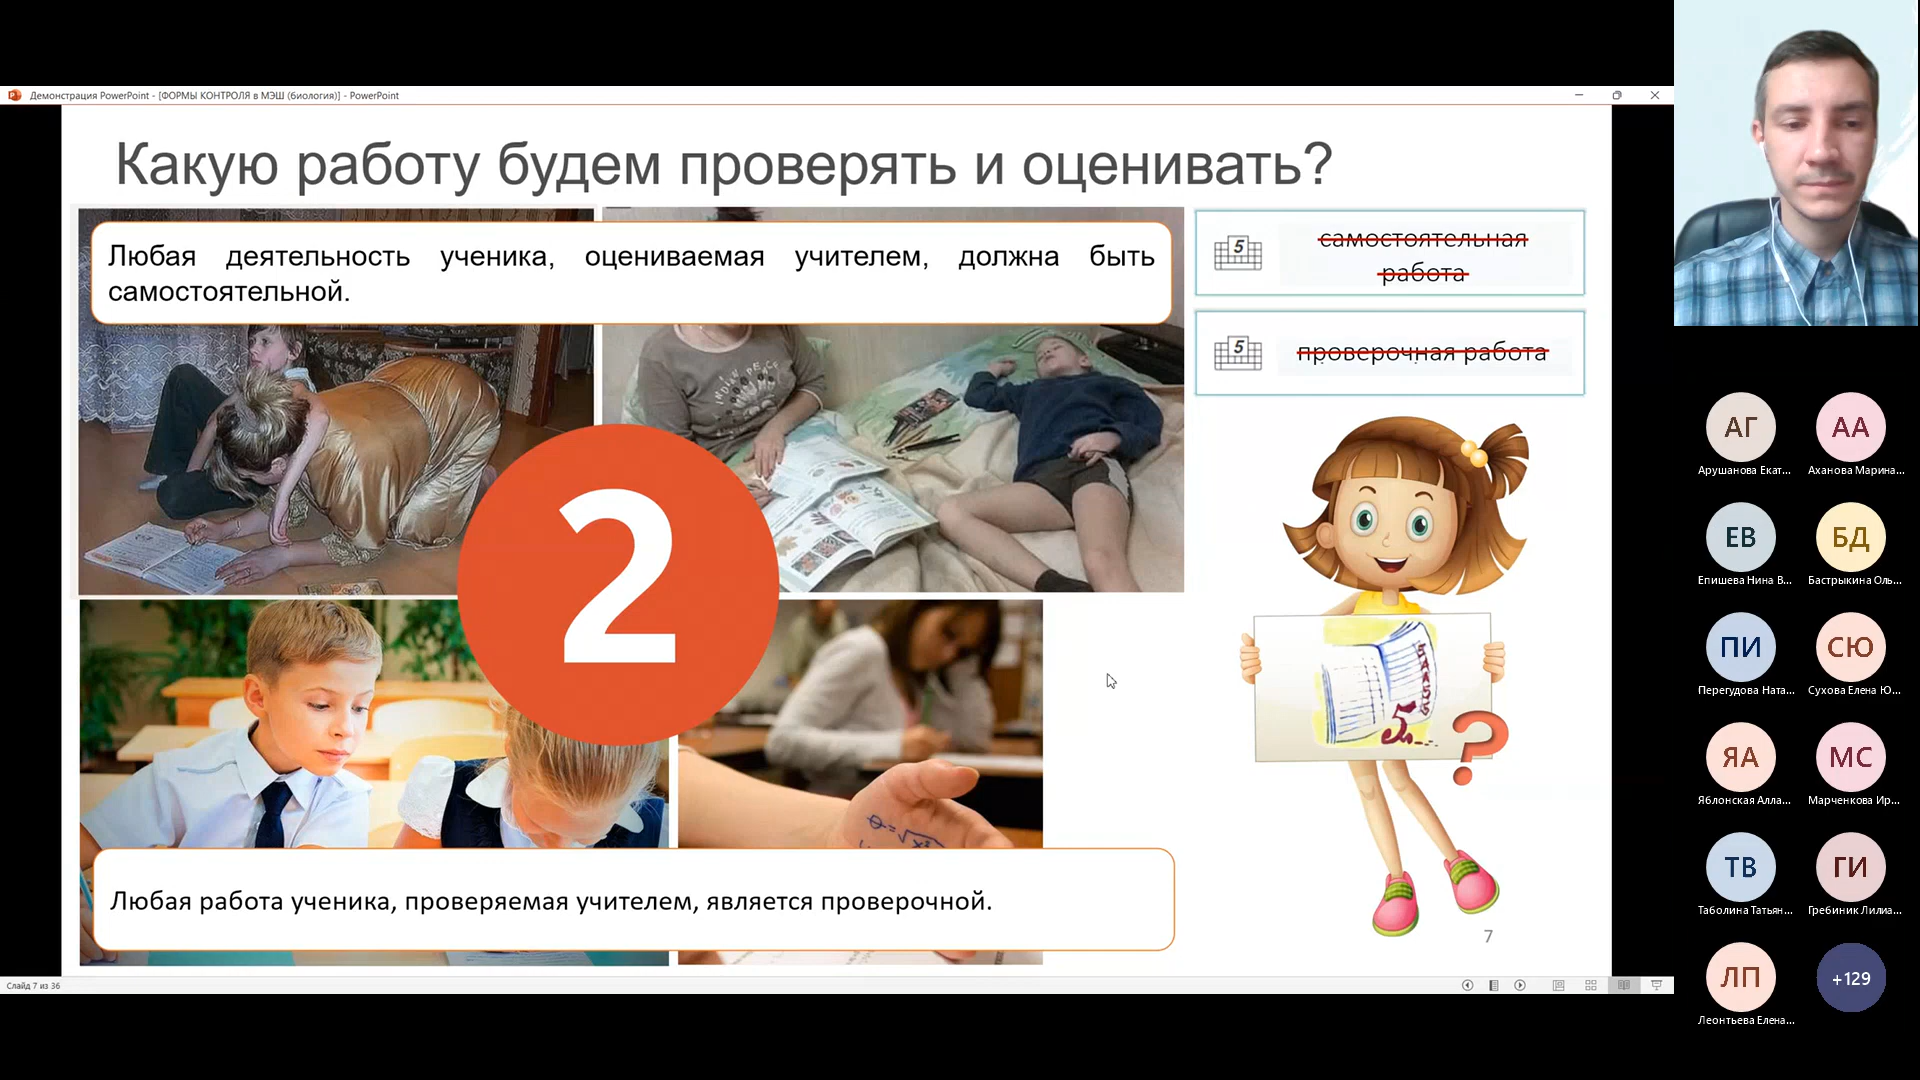 Демонстрация PowerPoint - [ФОРМЫ КОНТРОЛЯ в МЭШ (биология)] - PowerPoint
Какую работу будем проверять и оценивать?
Любая деятельность ученика, оцениваемая учителем, должна быть
самостоятельной.
5
самостоятельная
работа
5
проверочная работа
2
5
?
Любая работа ученика, проверяемая учителем, является проверочной.
7
Слайд 7 из 36
АГ
Арушанова Екат...
АА
Аханова Марина...
ЕВ
Епишева Нина В...
БД
Бастрыкина Оль...
ПИ
Перегудова Ната...
СЮ
Сухова Елена Ю...
ЯА
Яблонская Алла...
МС
Марченкова Ир...
ТВ
Таболина Татьян...
ГИ
Гребиник Лилиа...
ЛП
Леонтьева Елена...
+129